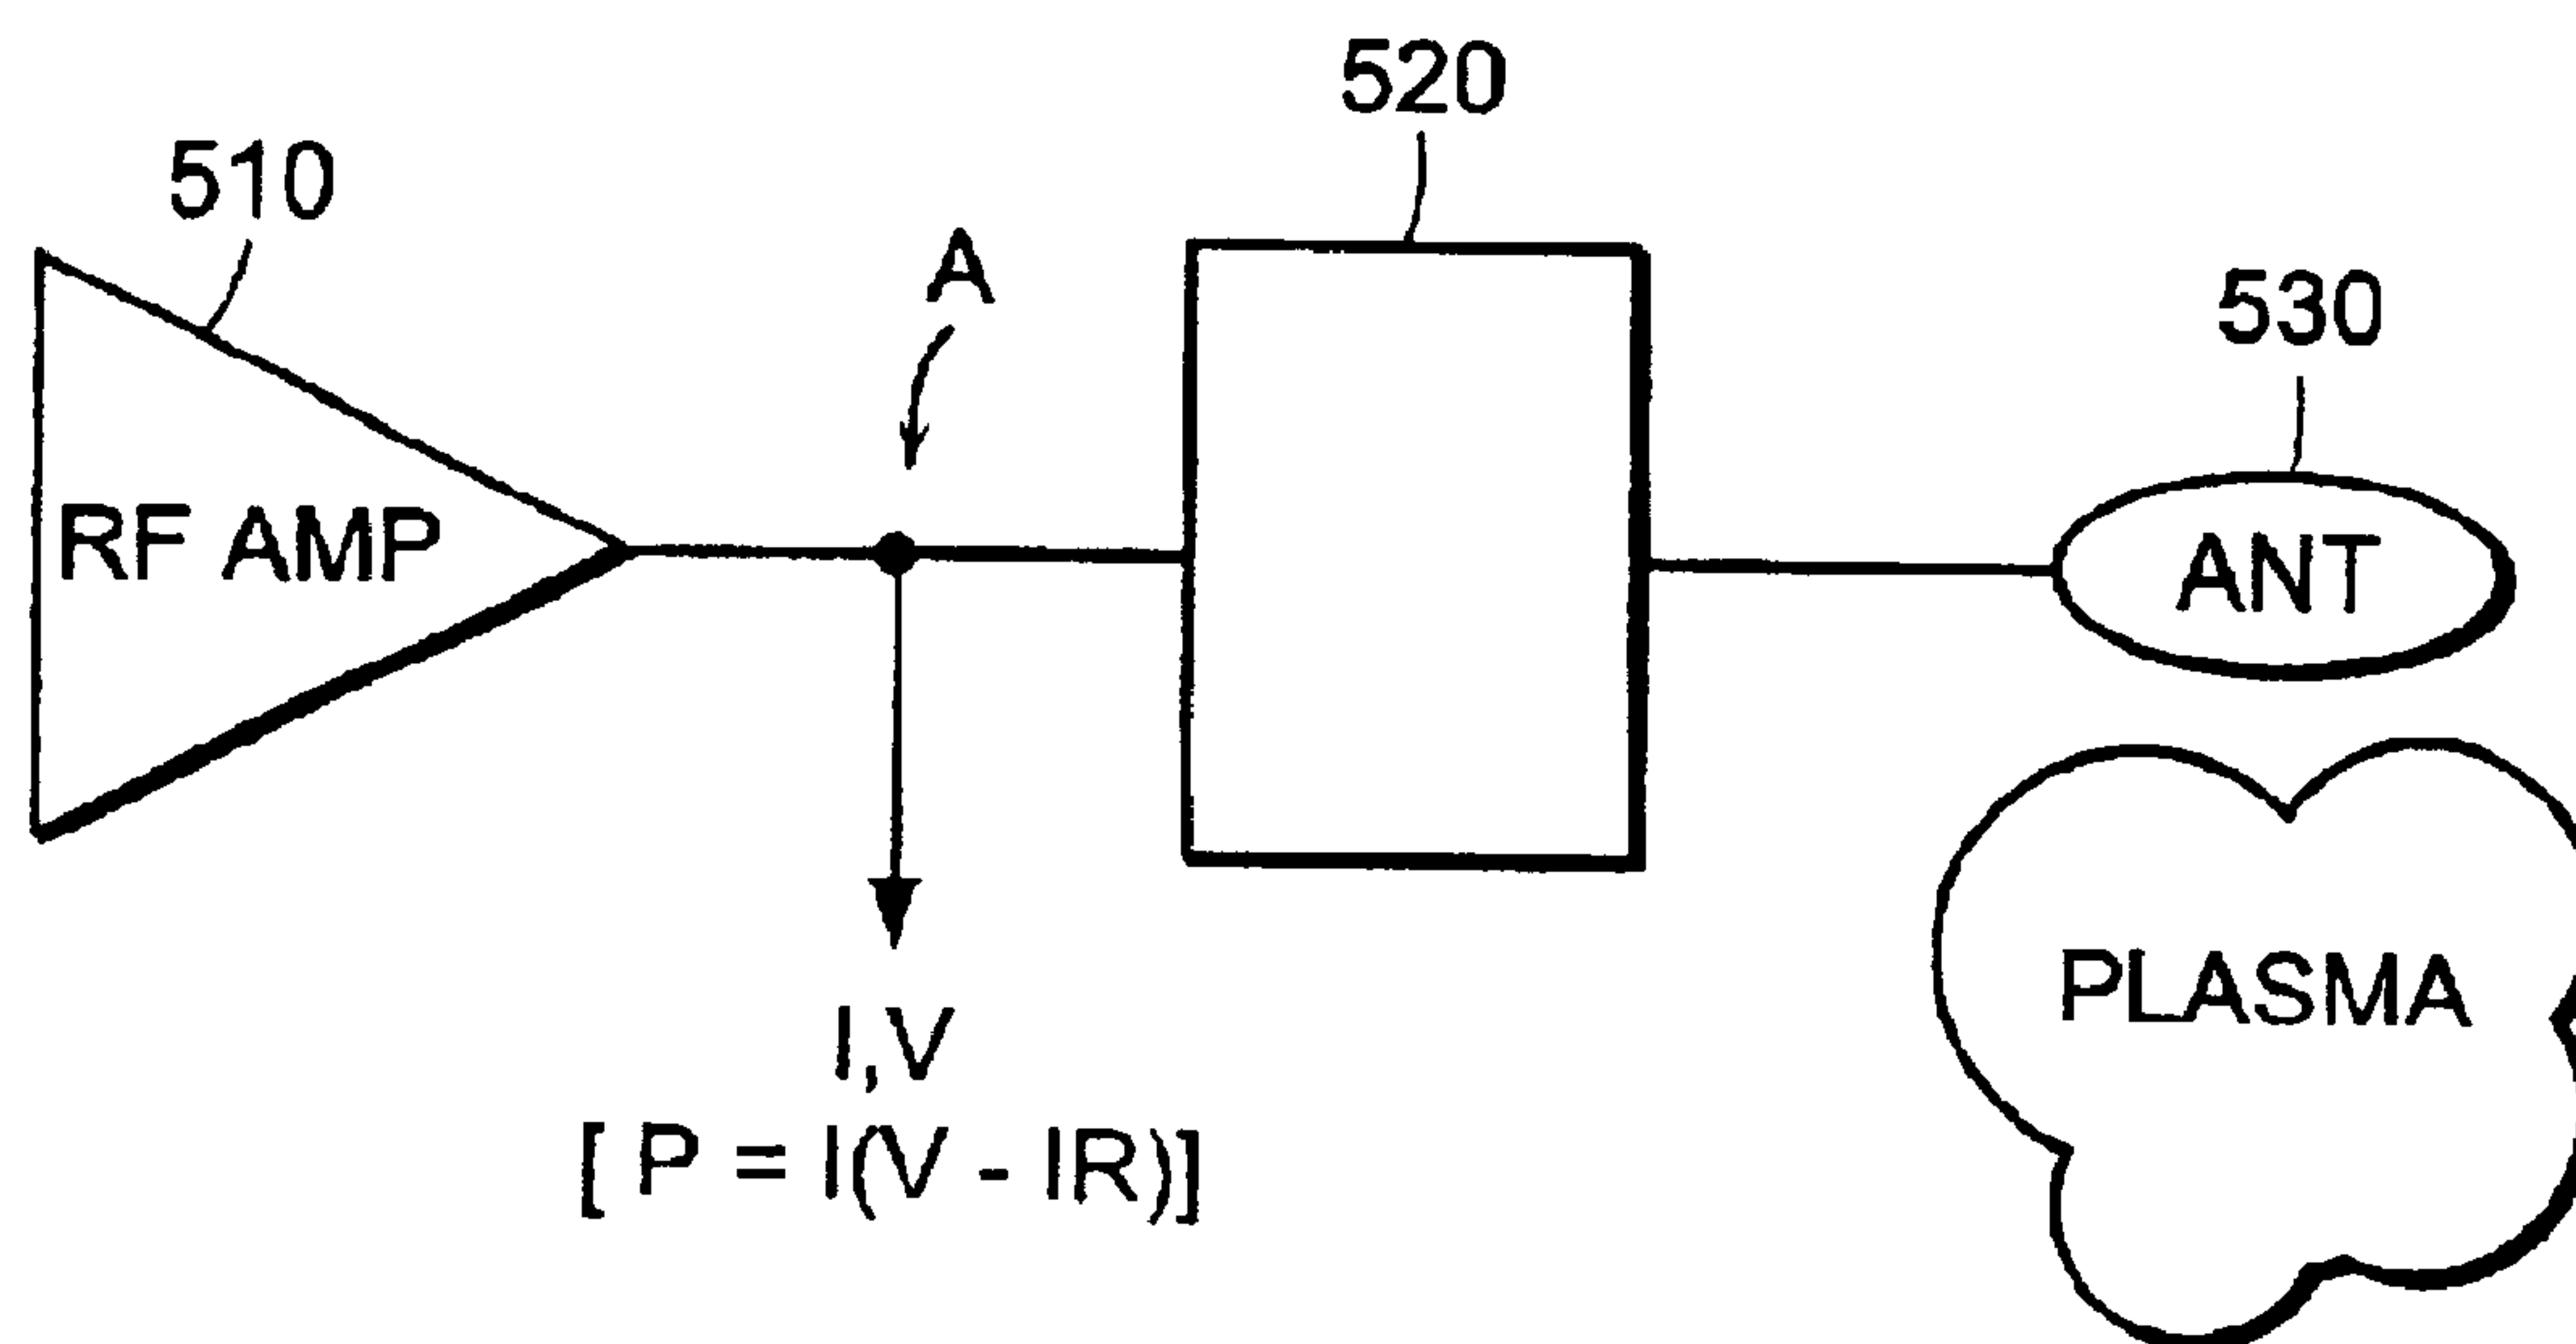 510
520
A
530
RF AMP
ANT
PLASMA
I,V
[ P = I(V - IR)]